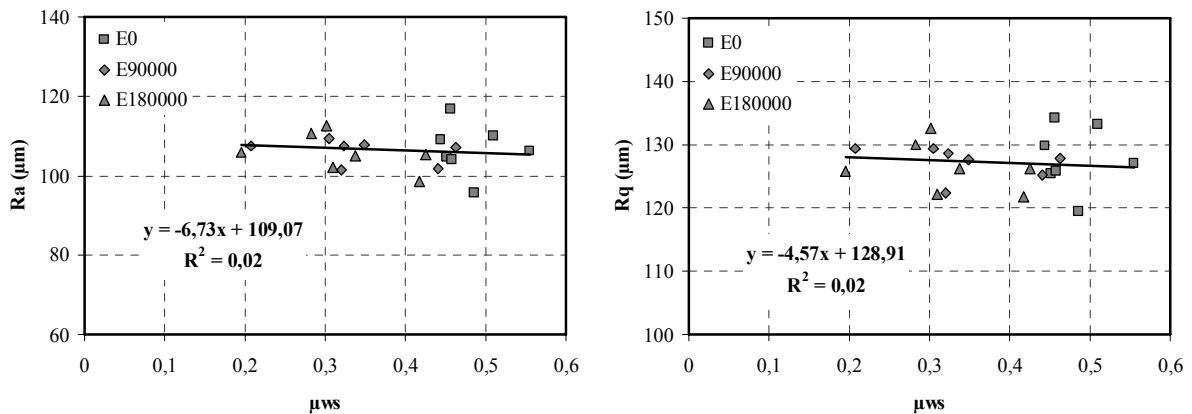 140
120
100
80
60
Ra (µm)
E0
E90000
E180000
y = -6,73x + 109,07
R² = 0,02
0
0,1
0,2
0,3
0,4
0,5
0,6
µws
150
140
130
120
110
100
Rq (µm)
E0
E90000
E180000
y = -4,57x + 128,91
R² = 0,02
0
0,1
0,2
0,3
0,4
0,5
0,6
µws